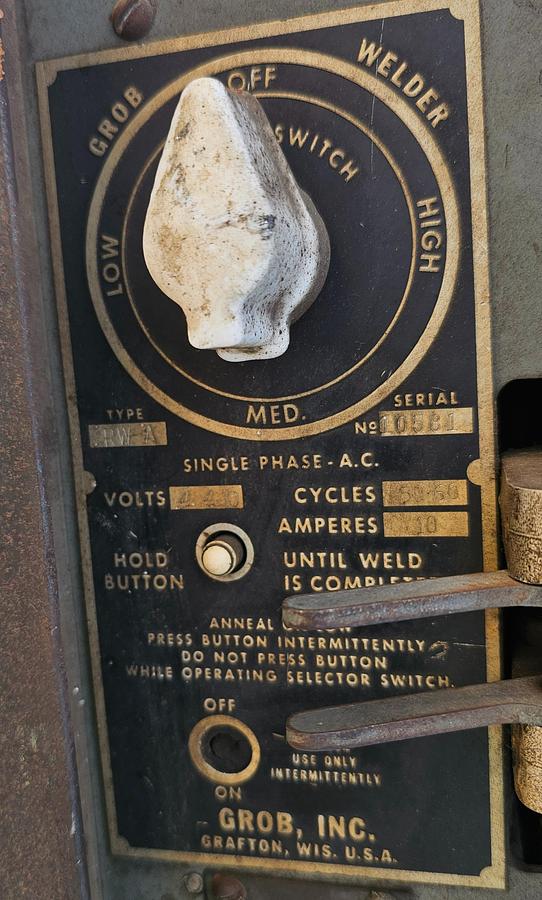 GROB WELDER
OFF
SWITCH
LOW
HIGH
MED.
TYPE
SERIAL
Nº
SINGLE PHASE - A.C.
VOLTS
CYCLES
AMPERES
HOLD BUTTON
UNTIL WELD
IS
ANNEAL
PRESS BUTTON INTERMITTENTLY
DO NOT PRESS BUTTON
WHILE OPERATING SELECTOR SWITCH.
OFF
USE ONLY
INTERMITTENTLY
ON
GROB, INC.
GRAFTON, WIS. U.S.A.